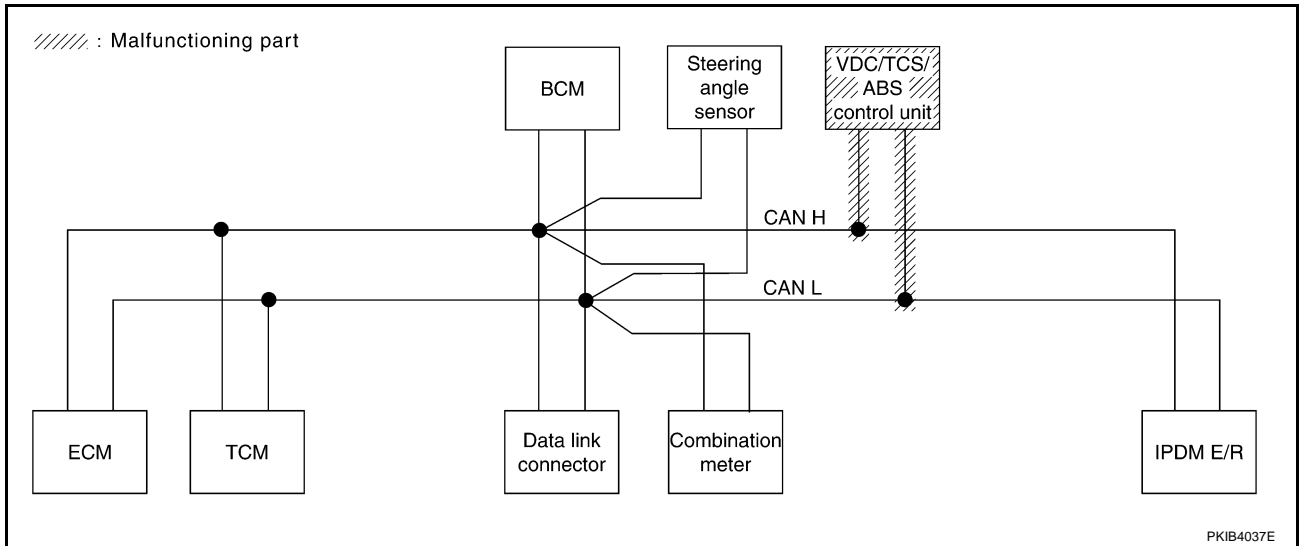 : Malfunctioning part
BCM
Steering
angle
sensor
VDC/TCS/
ABS
control unit
CAN H
CAN L
ECM
TCM
Data link
connector
Combination
meter
IPDM E/R
PKIB4037E